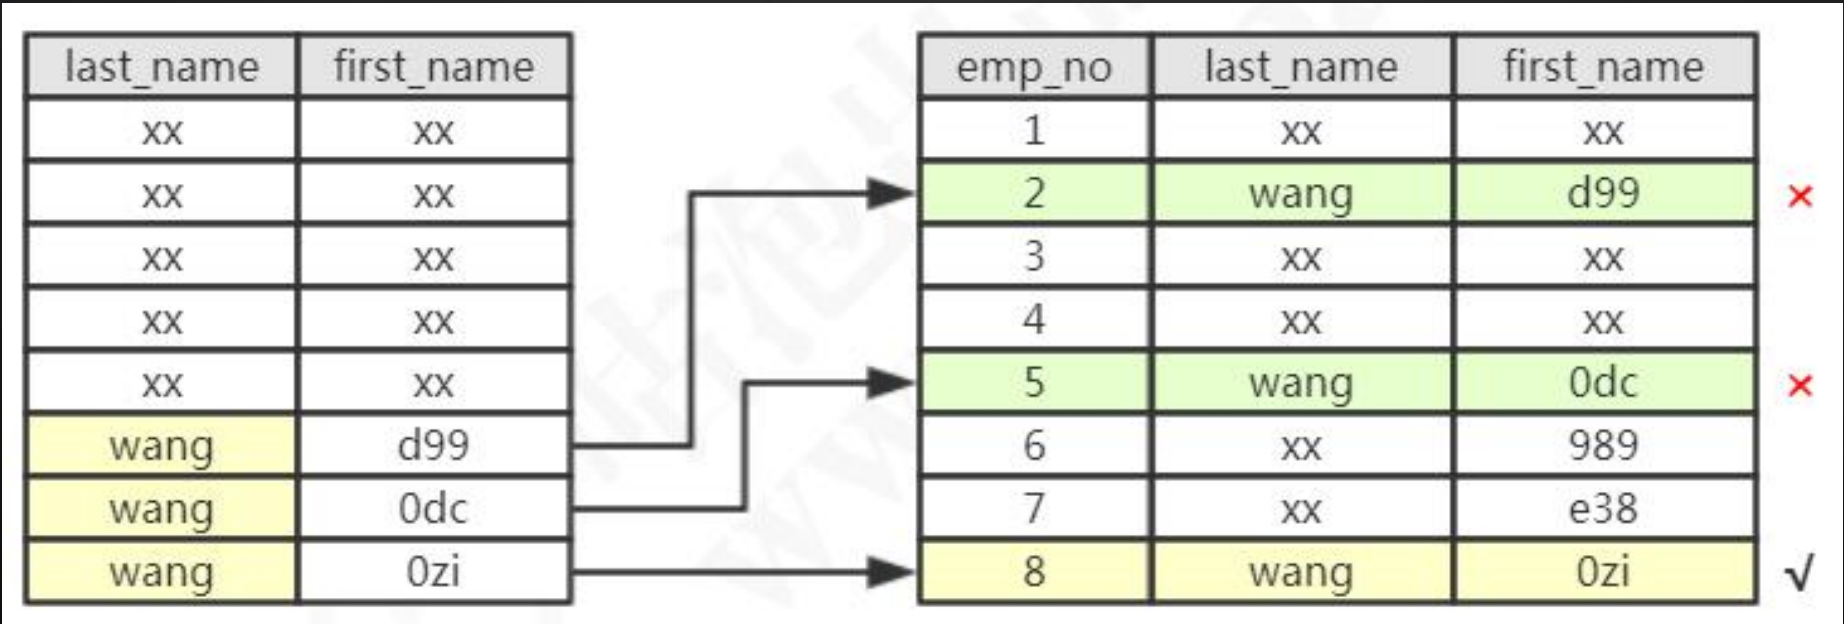 last_name first_name emp_no last_name first_name
xx xx 1 xx xx
xx xx 2 wang d99 ×
xx xx 3 xx xx
xx xx 4 xx xx
xx xx 5 wang 0dc ×
wang d99 6 xx 989
wang 0dc 7 xx e38
wang 0zi 8 wang 0zi √